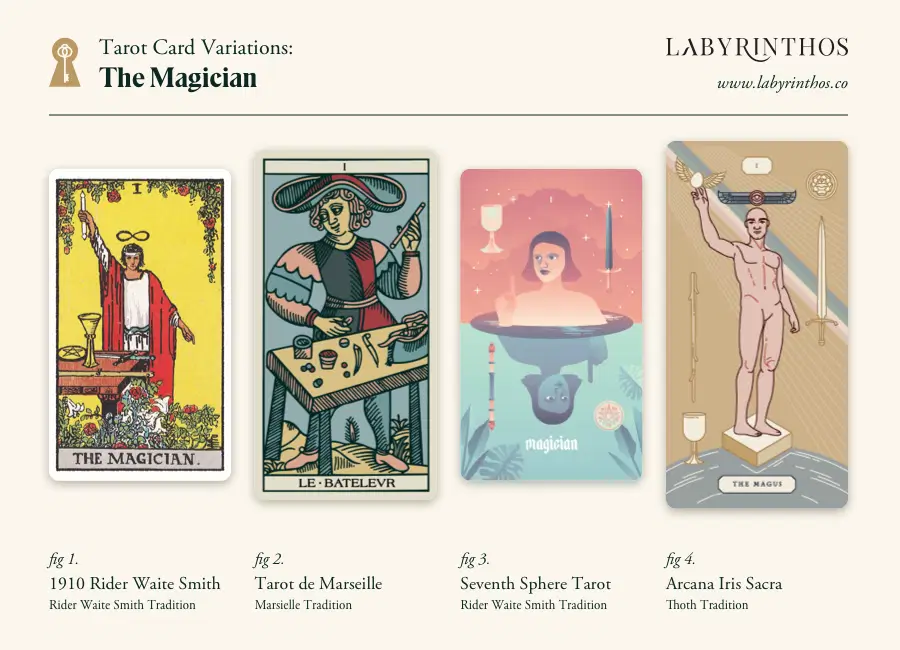 Tarot Card Variations:
The Magician
LABYRINTHOS
www.labyrinthos.co
I
THE MAGICIAN.
I
LE·BATELEVR
I
magician
I
THE MAGUS
fig 1.
1910 Rider Waite Smith
Rider Waite Smith Tradition
fig 2.
Tarot de Marseille
Marsielle Tradition
fig 3.
Seventh Sphere Tarot
Rider Waite Smith Tradition
fig 4.
Arcana Iris Sacra
Thoth Tradition